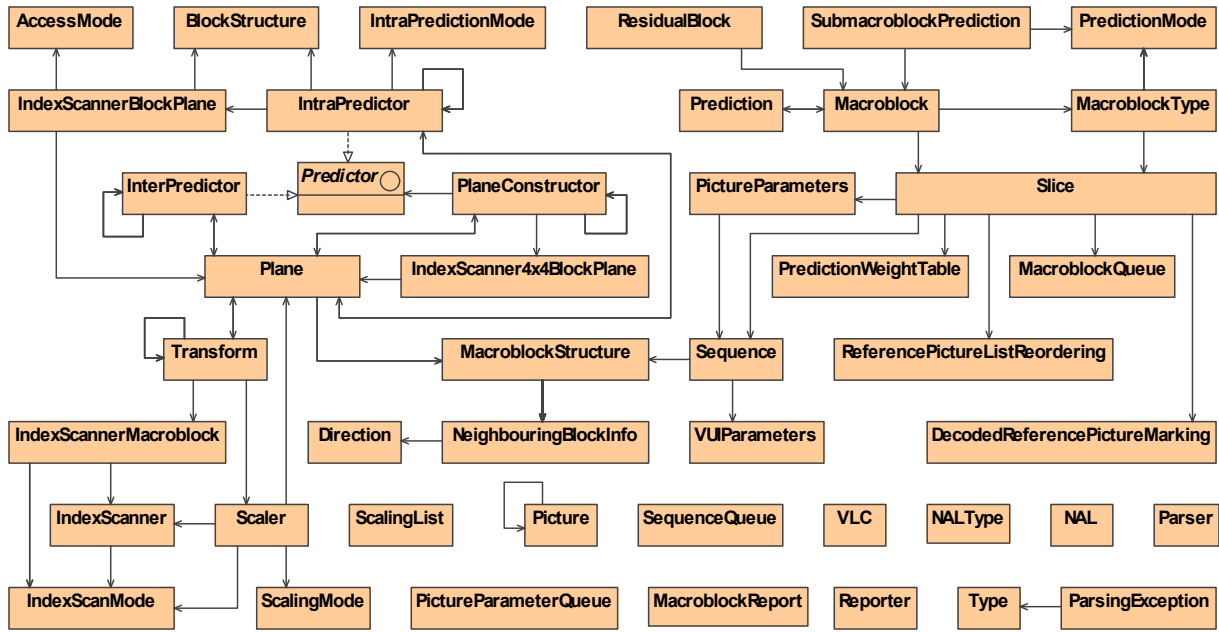 AccessMode
BlockStructure
IntraPredictionMode
ResidualBlock
SubmacroblockPrediction
PredictionMode
IndexScannerBlockPlane
IntraPredictor
Prediction
Macroblock
MacroblockType
InterPredictor
Predictor
PlaneConstructor
PictureParameters
Slice
Plane
IndexScanner4x4BlockPlane
PredictionWeightTable
MacroblockQueue
Transform
MacroblockStructure
Sequence
ReferencePictureListReordering
IndexScannerMacroblock
Direction
NeighbouringBlockInfo
VUIParameters
DecodedReferencePictureMarking
IndexScanner
Scaler
ScalingList
Picture
SequenceQueue
VLC
NALType
NAL
Parser
IndexScanMode
ScalingMode
PictureParameterQueue
MacroblockReport
Reporter
Type
ParsingException